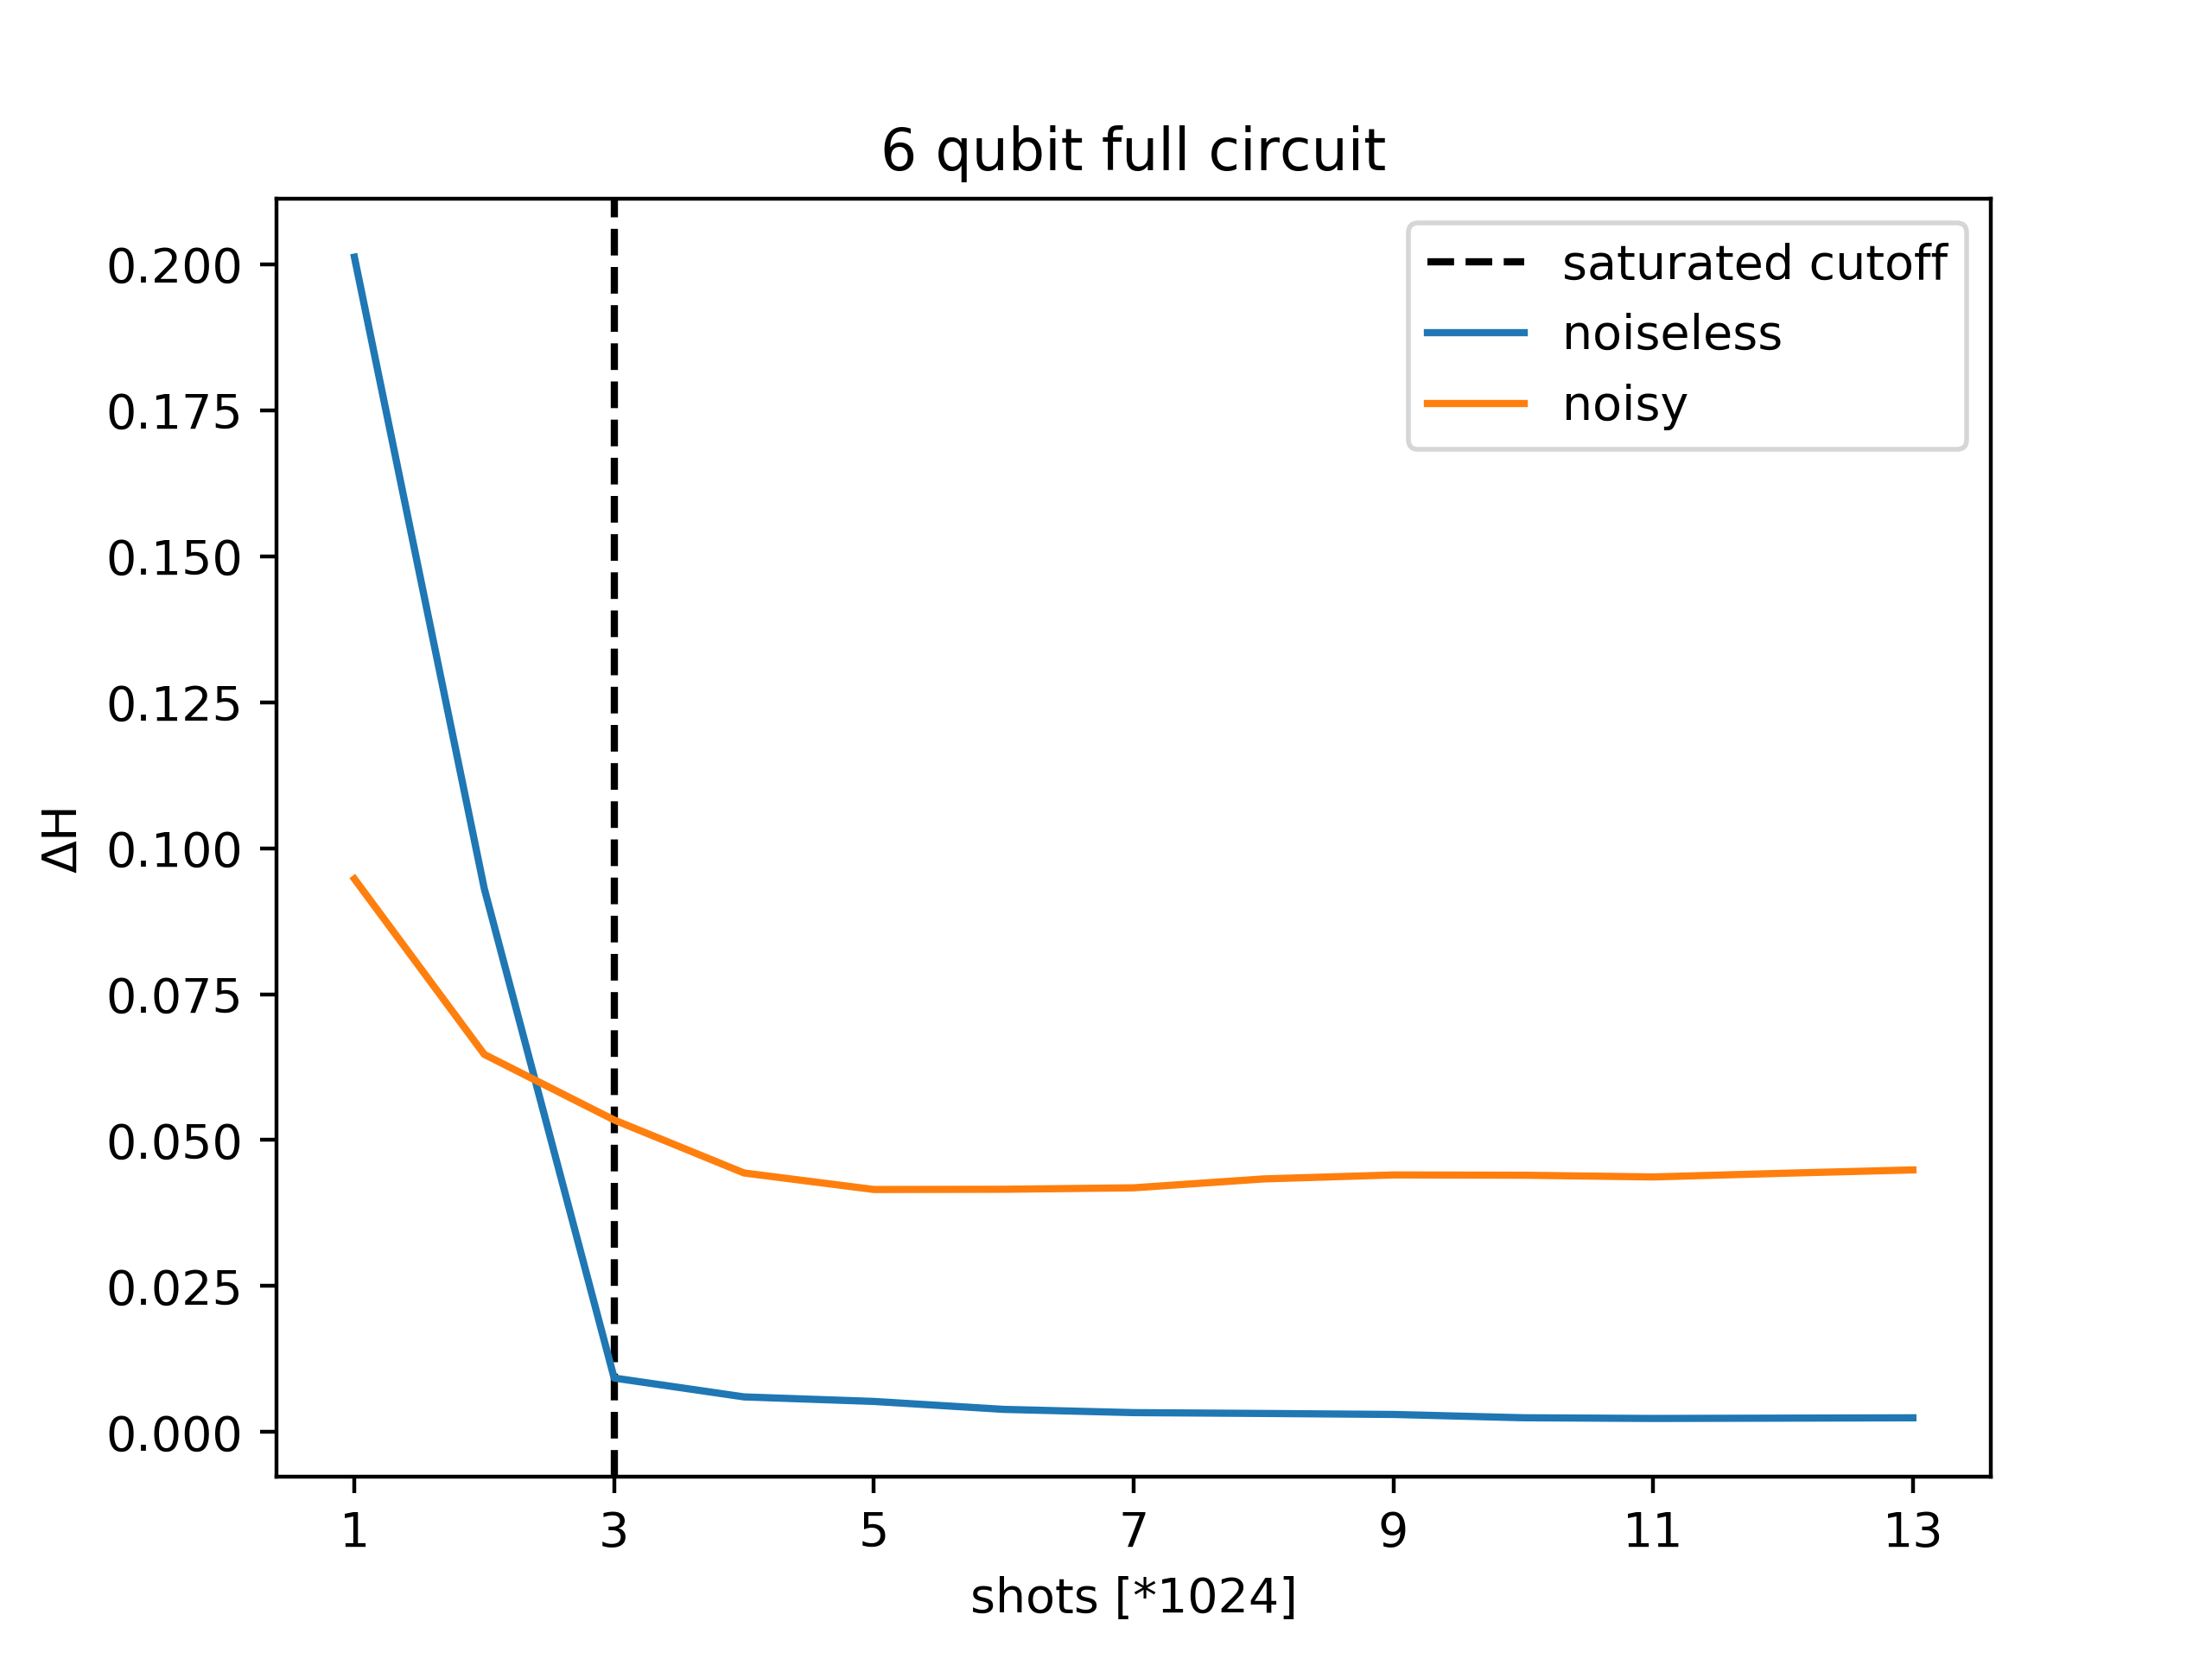 6 qubit full circuit
saturated cutoff
noiseless
noisy
0.200
0.175
0.150
0.125
0.100
0.075
0.050
0.025
0.000
ΔH
1 3 5 7 9 11 13
shots [*1024]